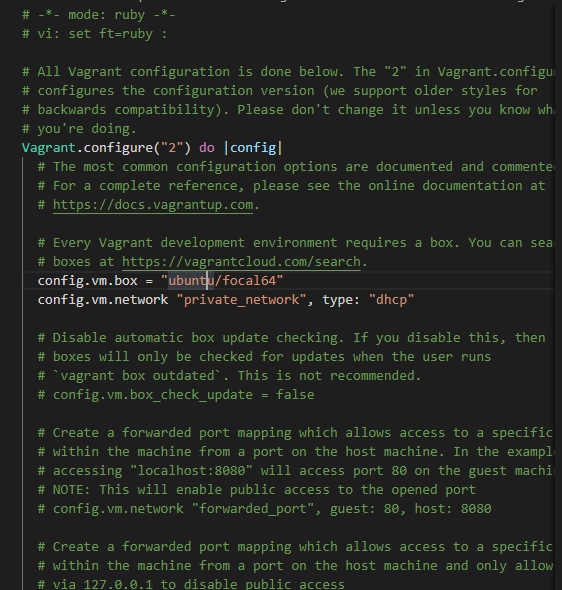 # -*- mode: ruby -*-
# vi: set ft=ruby :
# All Vagrant configuration is done below. The "2" in Vagrant.configu
# configures the configuration version (we support older styles for
# backwards compatibility). Please don't change it unless you know wh
# you're doing.
Vagrant.configure("2") do |config|
# The most common configuration options are documented and commente
# For a complete reference, please see the online documentation at
# https://docs.vagrantup.com.
# Every Vagrant development environment requires a box. You can sea
# boxes at https://vagrantcloud.com/search.
config.vm.box = "ubuntu/focal64"
config.vm.network "private_network", type: "dhcp"
# Disable automatic box update checking. If you disable this, then
# boxes will only be checked for updates when the user runs
# `vagrant box outdated`. This is not recommended.
# config.vm.box_check_update = false
# Create a forwarded port mapping which allows access to a specific
# within the machine from a port on the host machine. In the exampl
# accessing "localhost:8080" will access port 80 on the guest machi
# NOTE: This will enable public access to the opened port
# config.vm.network "forwarded_port", guest: 80, host: 8080
# Create a forwarded port mapping which allows access to a specific
# within the machine from a port on the host machine and only allow
# via 127.0.0.1 to disable public access